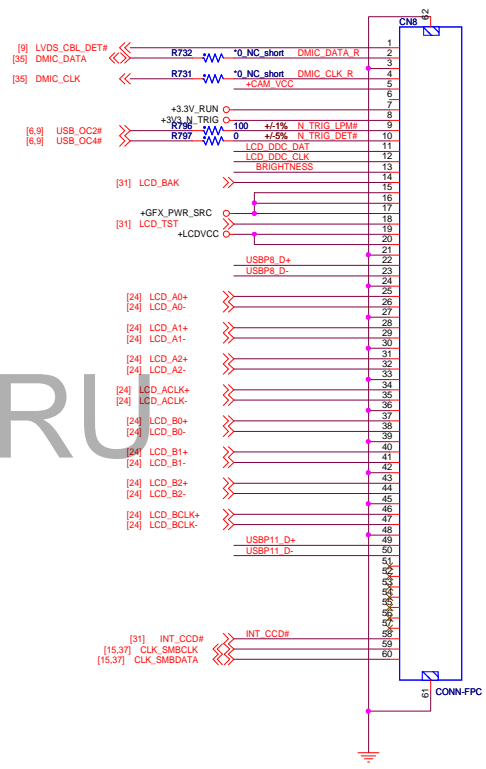 62
CN8
[9] LVDS_CBL_DET# 1
[35] DMIC_DATA R732 *0_NC_short DMIC_DATA_R 2
3
[35] DMIC_CLK R731 *0_NC_short DMIC_CLK_R 4
+CAM_VCC 5
6
+3.3V_RUN 7
+3V3_N_TRIG 8
[6,9] USB_OC2# R796 100 +/-1% N_TRIG_LPM# 9
[6,9] USB_OC4# R797 0 +/-5% N_TRIG_DET# 10
LCD_DDC_DAT 11
LCD_DDC_CLK 12
BRIGHTNESS 13
[31] LCD_BAK 14
15
16
+GFX_PWR_SRC 17
[31] LCD_TST 18
+LCDVCC 19
20
21
USBP8_D+ 22
USBP8_D- 23
24
[24] LCD_A0+ 25
[24] LCD_A0- 26
27
[24] LCD_A1+ 28
[24] LCD_A1- 29
30
[24] LCD_A2+ 31
[24] LCD_A2- 32
33
[24] LCD_ACLK+ 34
[24] LCD_ACLK- 35
36
[24] LCD_B0+ 37
[24] LCD_B0- 38
39
[24] LCD_B1+ 40
[24] LCD_B1- 41
42
[24] LCD_B2+ 43
[24] LCD_B2- 44
45
[24] LCD_BCLK+ 46
[24] LCD_BCLK- 47
48
USBP11_D+ 49
USBP11_D- 50
51
52
53
54
55
56
57
[31] INT_CCD# INT_CCD# 58
[15,37] CLK_SMBCLK 59
[15,37] CLK_SMBDATA 60
61
CONN-FPC
RU